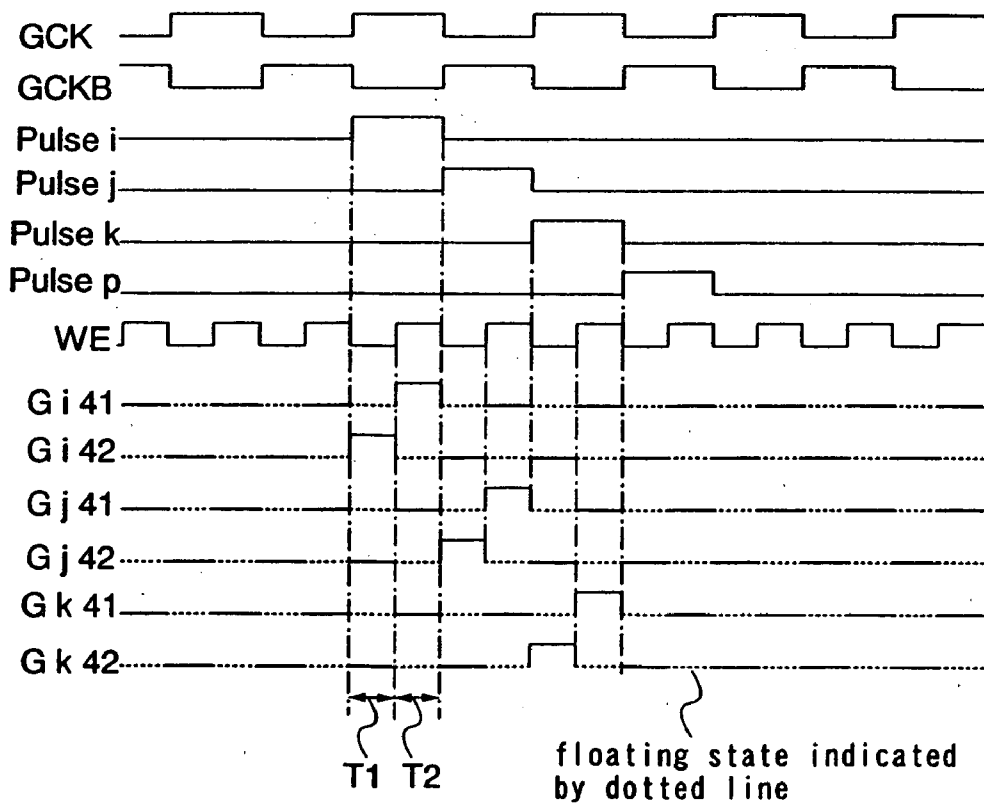 GCK
GCKB
Pulse i
Pulse j
Pulse k
Pulse p
WE
G i 41
G i 42
G j 41
G j 42
G k 41
G k 42
T1 T2
floating state indicated
by dotted line